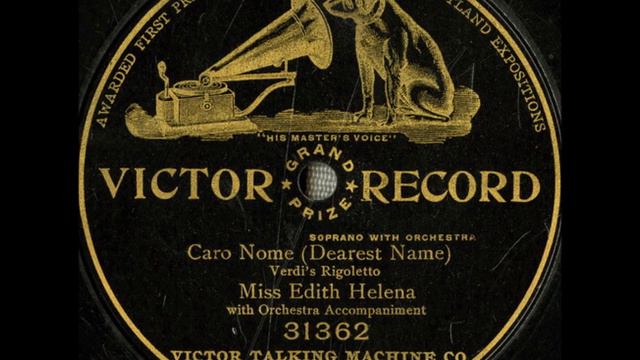 AWARDED FIRST PR
TLAND EXPOSITIONS
"HIS MASTER'S VOICE"
GRAND
VICTOR RECORD
PRIZE
SOPRANO WITH ORCHESTRA
Caro Nome (Dearest Name)
Verdi's Rigoletto
Miss Edith Helena
with Orchestra Accompaniment
31362
VICTOR TALKING MACHINE CO